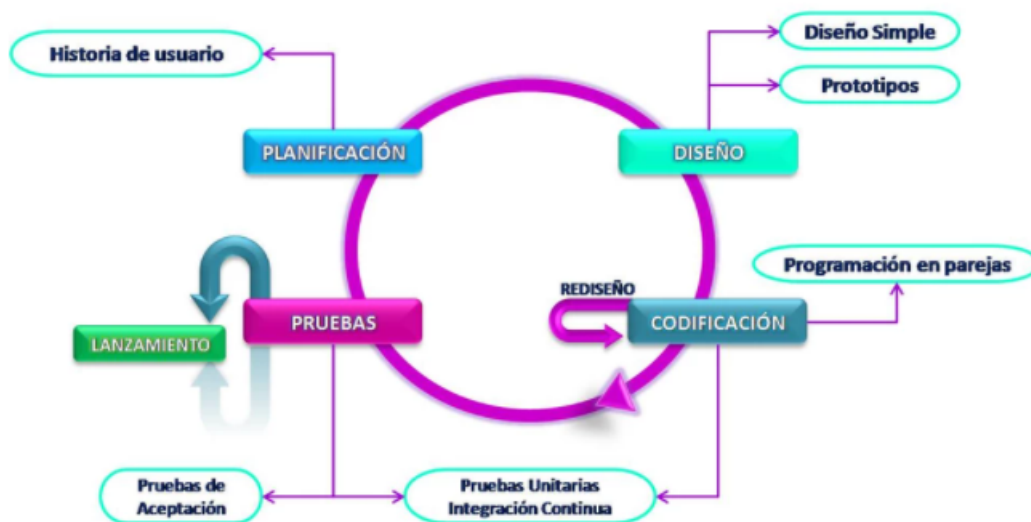 Historia de usuario
Diseño Simple
Prototipos
PLANIFICACIÓN
DISEÑO
Programación en parejas
REDISEÑO
PRUEBAS
CODIFICACIÓN
LANZAMIENTO
Pruebas de
Aceptación
Pruebas Unitarias
Integración Continua